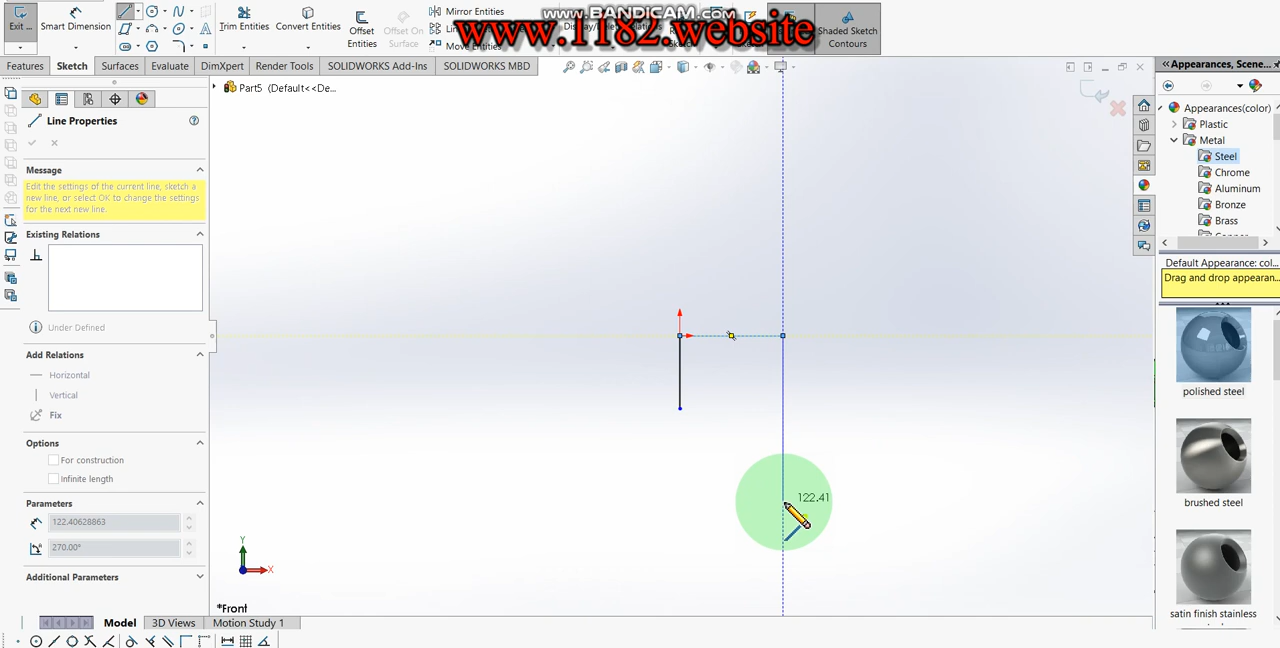 www.BANDICAM.com
www.1182.website
Exit ...
Smart Dimension
Trim Entities
Convert Entities
Offset Entities
Offset On Surface
Mirror Entities
Move Entities
Shaded Sketch Contours
Features
Sketch
Surfaces
Evaluate
DimXpert
Render Tools
SOLIDWORKS Add-Ins
SOLIDWORKS MBD
Part5 (Default<<De...
Line Properties
Message
Edit the settings of the current line, sketch a
new line, or select OK to change the settings
for the next new line.
Existing Relations
Under Defined
Add Relations
Horizontal
Vertical
Fix
Options
For construction
Infinite length
Parameters
122.40628863
270.00°
Additional Parameters
122.41
Y
X
*Front
Model
3D Views
Motion Study 1
Appearances, Scene...
Appearances(color)
Plastic
Metal
Steel
Chrome
Aluminum
Bronze
Brass
Default Appearance: col...
Drag and drop appearan...
polished steel
brushed steel
satin finish stainless